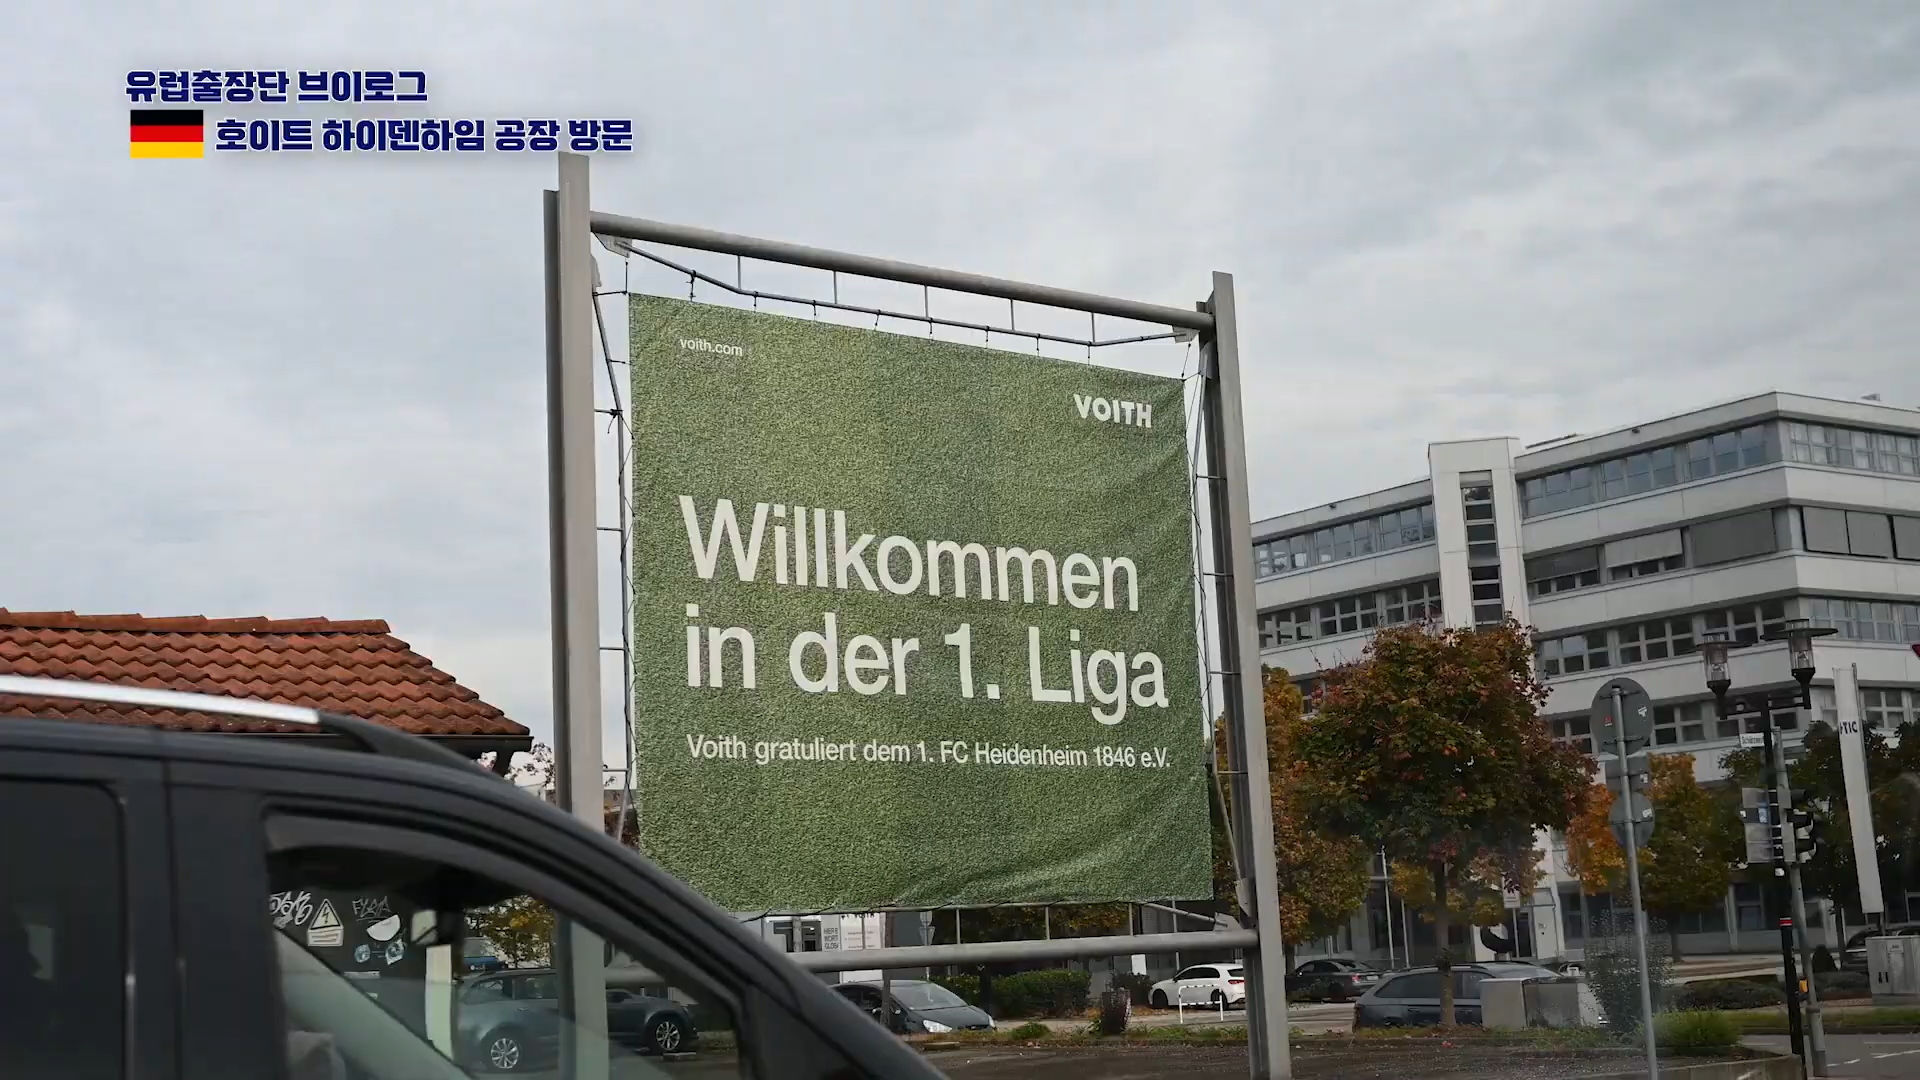 유럽출장단 브이로그
호이트 하이덴하임 공장 방문
voith.com
VOITH
Willkommen
in der 1. Liga
Voith gratuliert dem 1. FC Heidenheim 1846 e.V.